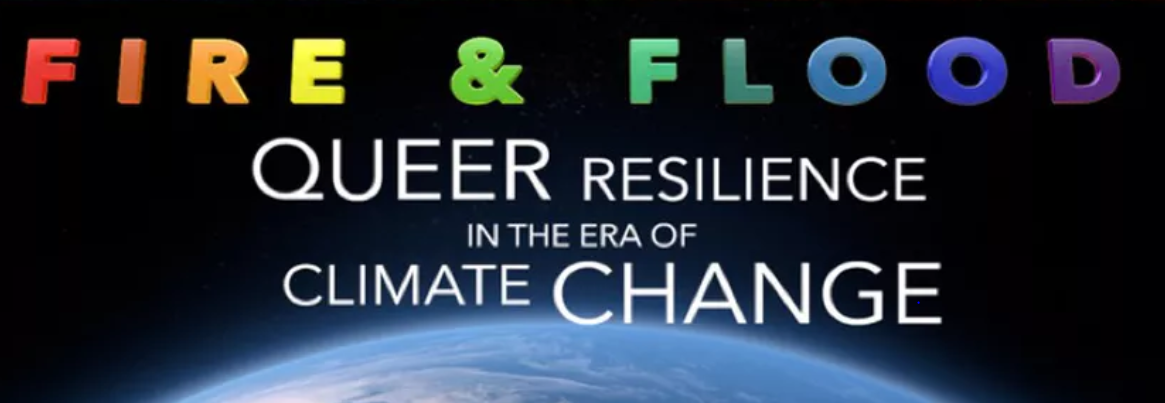 FIRE & FLOOD
QUEER RESILIENCE
IN THE ERA OF
CLIMATE CHANGE